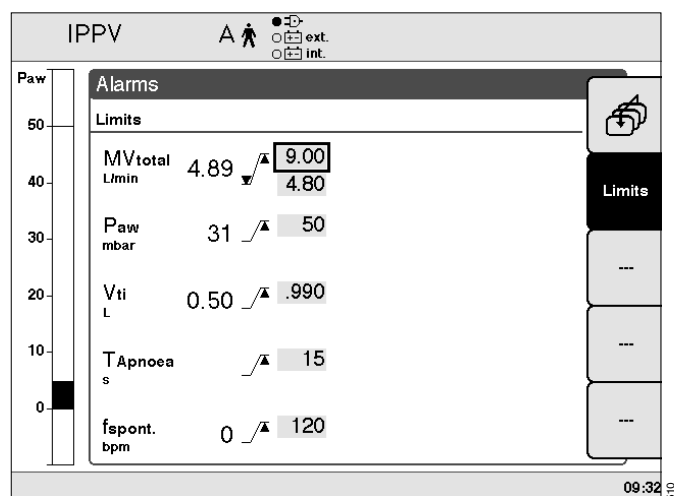 IPPV A ext.
int.
Paw Alarms
Limits
50
40
30
20
10
0
MVtotal 4.89 9.00
L/min 4.80
Paw 31 50
mbar
Vti 0.50 .990
L
TApnoea 15
s
fspont. 0 120
bpm
Limits
---
---
---
09:32